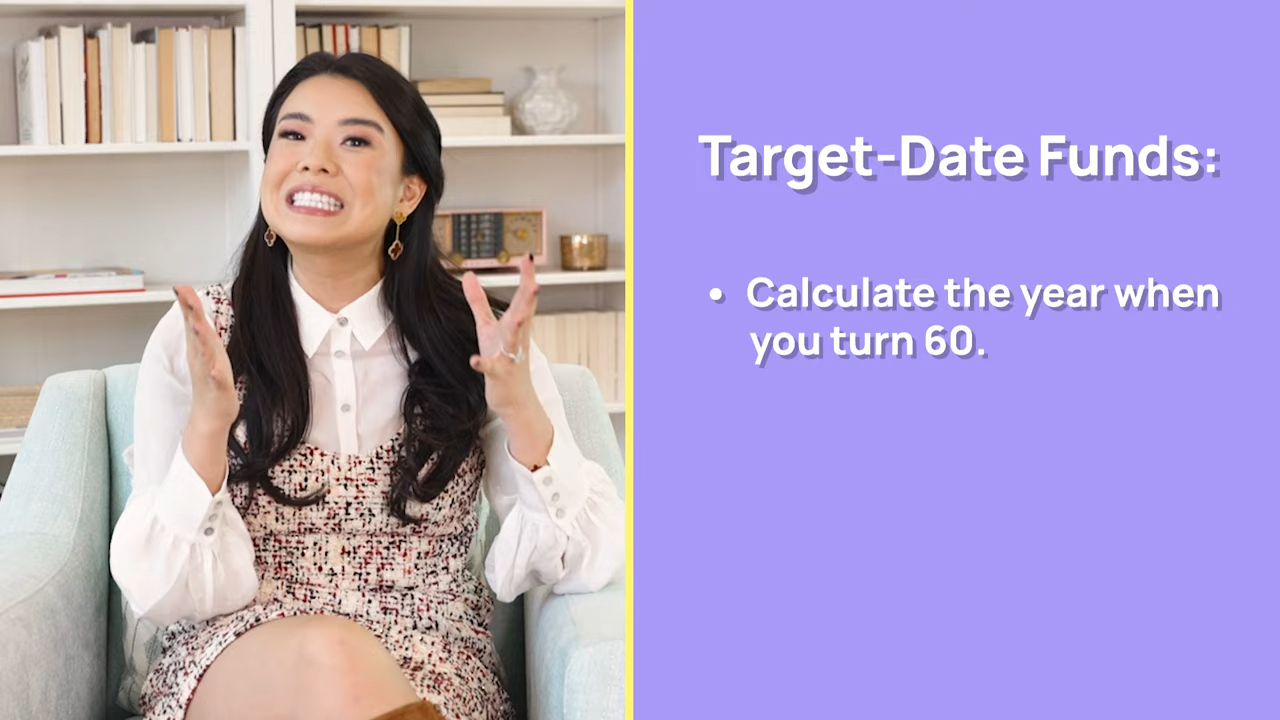 Target-Date Funds:
• Calculate the year when
you turn 60.